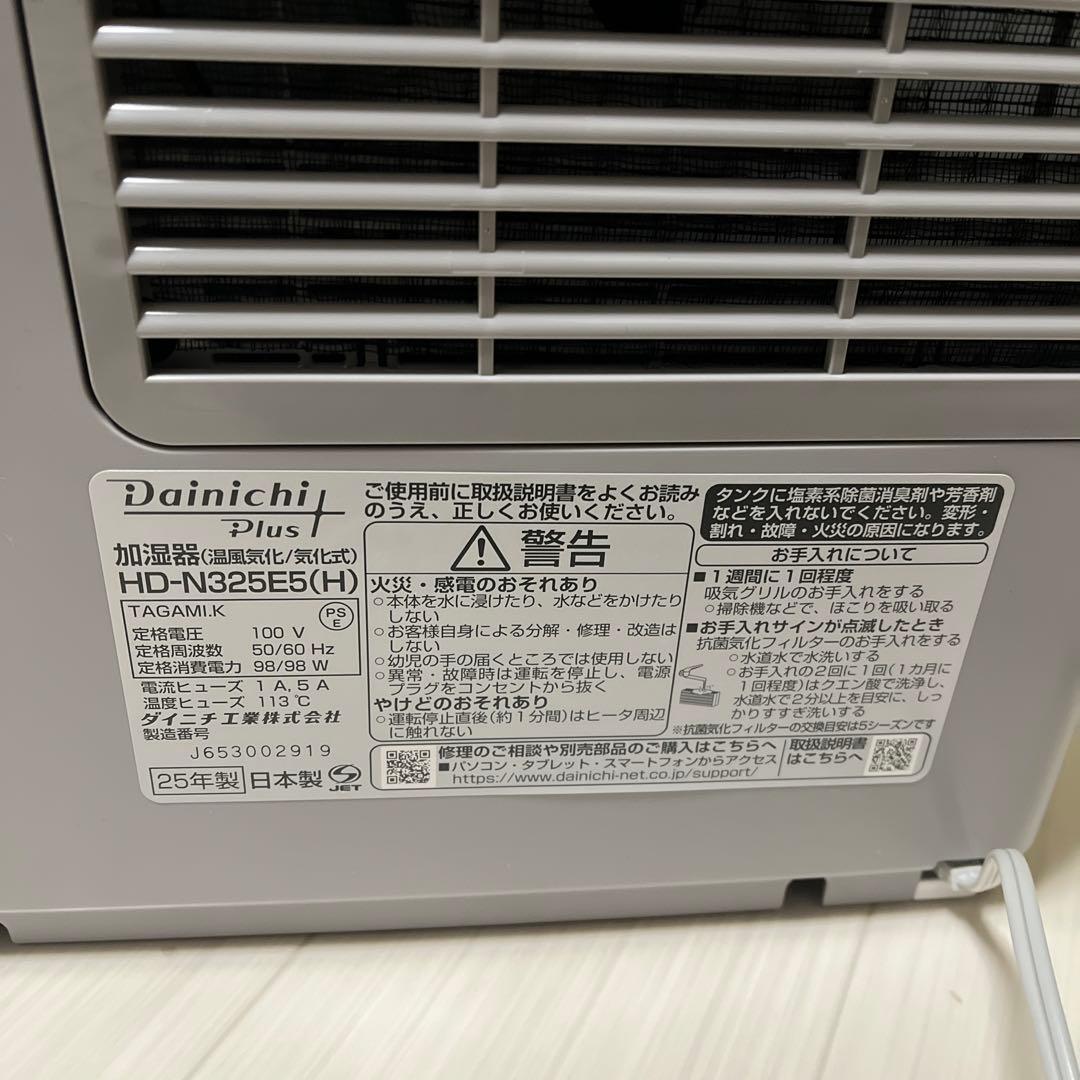 Dainichi
Plus
加湿器(温風気化/気化式)
HD-N325E5(H)
TAGAMI.K
PS
E
定格電圧 100 V
定格周波数 50/60 Hz
定格消費電力 98/98 W
電流ヒューズ 1 A, 5 A
温度ヒューズ 113℃
ダイニチ工業株式会社
製造番号
J653002919
25年製 日本製 JET
ご使用前に取扱説明書をよくお読み
のうえ、正しくお使いください。
警告
火災・感電のおそれあり
○本体を水に浸けたり、水などをかけたり
しない
○お客様自身による分解・修理・改造は
しない
○幼児の手の届くところでは使用しない
○異常・故障時は運転を停止し、電源
プラグをコンセントから抜く
やけどのおそれあり
○運転停止直後(約1分間)はヒータ周辺
に触れない
タンクに塩素系除菌消臭剤や芳香剤
などを入れないでください。変形・
割れ・故障・火災の原因になります。
お手入れについて
■1週間に1回程度
吸気グリルのお手入れをする
○掃除機などで、ほこりを吸い取る
■お手入れサインが点滅したとき
抗菌気化フィルターのお手入れをする
○水道水で水洗いする
○お手入れの2回に1回(1カ月に
1回程度)はクエン酸で洗浄し、
水道水で2分以上を目安に、しっ
かりすすぎ洗いする
※抗菌気化フィルターの交換目安は5シーズンです
修理のご相談や別売部品のご購入はこちらへ
■パソコン・タブレット・スマートフォンからアクセス
https://www.dainichi-net.co.jp/support/
取扱説明書
はこちらへ